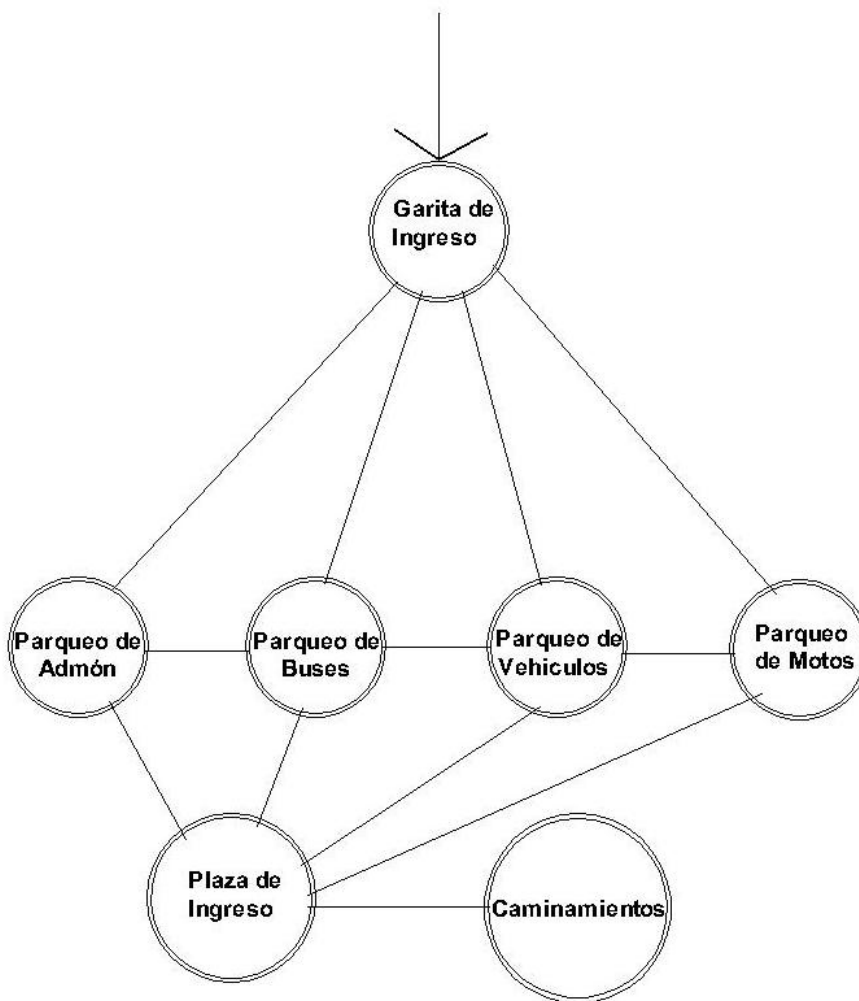 Garita de
Ingreso
Parqueo de
Admón
Parqueo de
Buses
Parqueo de
Vehiculos
Parqueo
de Motos
Plaza de
Ingreso
Caminamientos